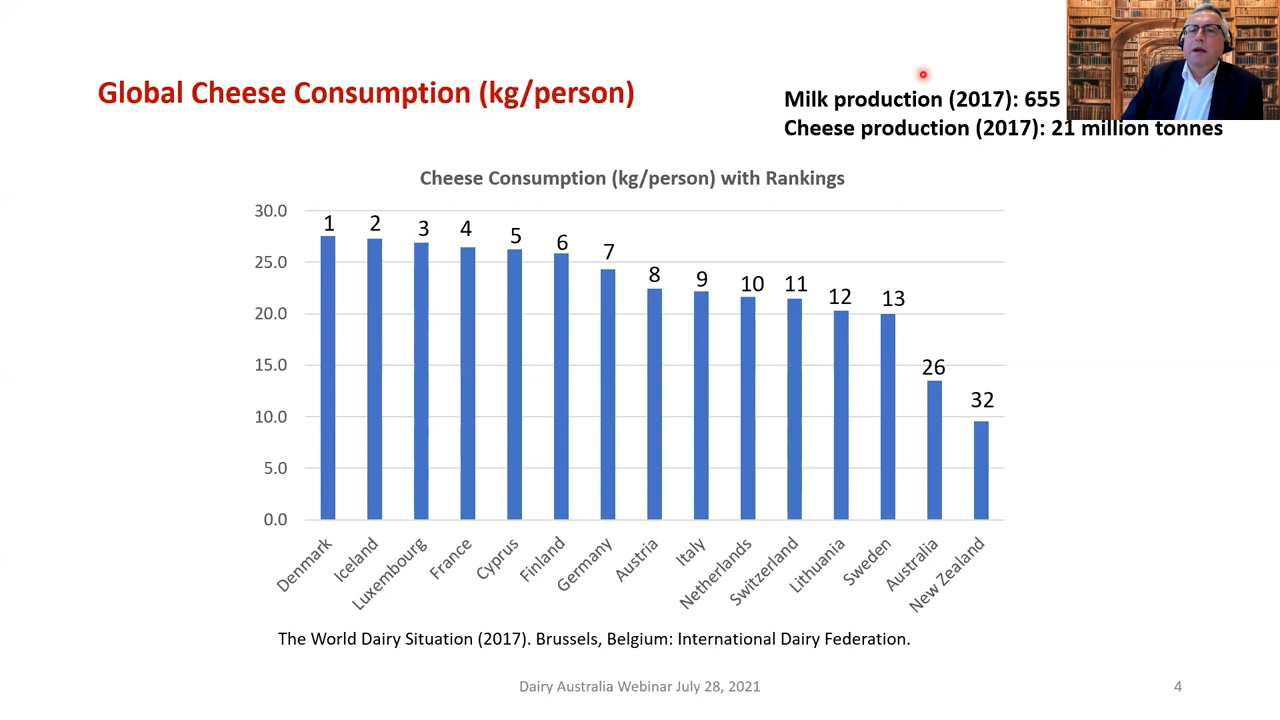 Global Cheese Consumption (kg/person)
Milk production (2017): 655
Cheese production (2017): 21 million tonnes
Cheese Consumption (kg/person) with Rankings
30.0
25.0
20.0
15.0
10.0
5.0
0.0
1 2 3 4 5 6 7 8 9 10 11 12 13 26 32
Denmark Iceland Luxembourg France Cyprus Finland Germany Austria Italy Netherlands Switzerland Lithuania Sweden Australia New Zealand
The World Dairy Situation (2017). Brussels, Belgium: International Dairy Federation.
Dairy Australia Webinar July 28, 2021
4